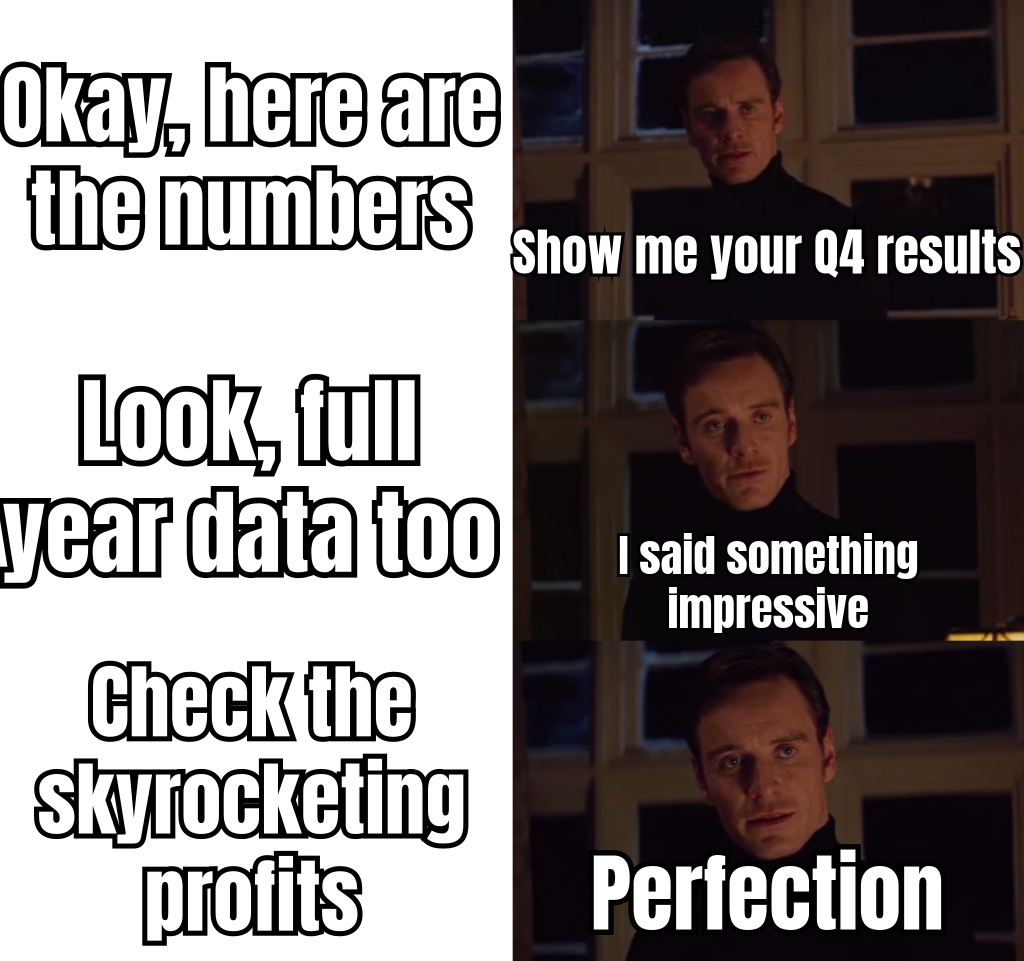 Okay, here are
the numbers
Show me your Q4 results
Look, full
year data too
I said something
impressive
Check the
skyrocketing
profits
Perfection